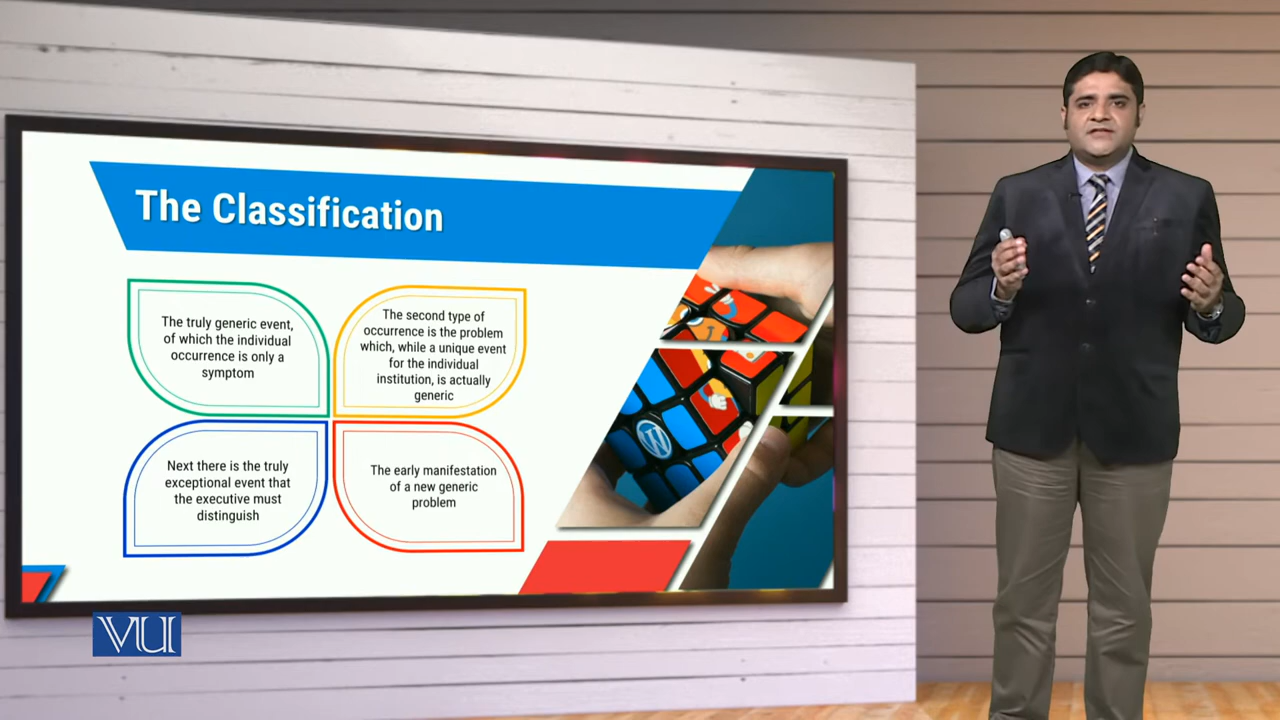 The Classification
The truly generic event,
of which the individual
occurrence is only a
symptom
The second type of
occurrence is the problem
which, while a unique event
for the individual
institution, is actually
generic
Next there is the truly
exceptional event that
the executive must
distinguish
The early manifestation
of a new generic
problem
W
VU